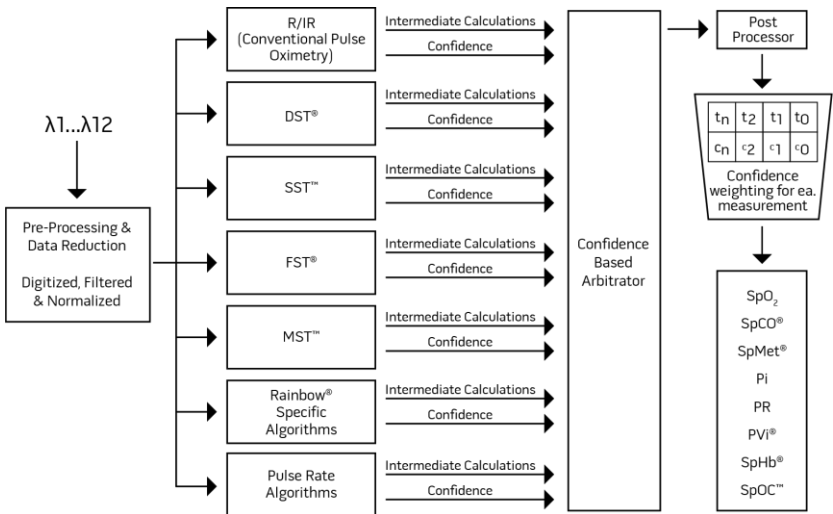 λ1...λ12
Pre-Processing &
Data Reduction
Digitized, Filtered
& Normalized
R/IR
(Conventional Pulse
Oximetry)
Intermediate Calculations
Confidence
DST®
Intermediate Calculations
Confidence
SST™
Intermediate Calculations
Confidence
FST®
Intermediate Calculations
Confidence
MST™
Intermediate Calculations
Confidence
Rainbow®
Specific
Algorithms
Intermediate Calculations
Confidence
Pulse Rate
Algorithms
Intermediate Calculations
Confidence
Confidence
Based
Arbitrator
Post
Processor
tn t2 t1 t0
cn c2 c1 c0
Confidence
weighting for ea.
measurement
SpO₂
SpCO®
SpMet®
Pi
PR
PVi®
SpHb®
SpOC™